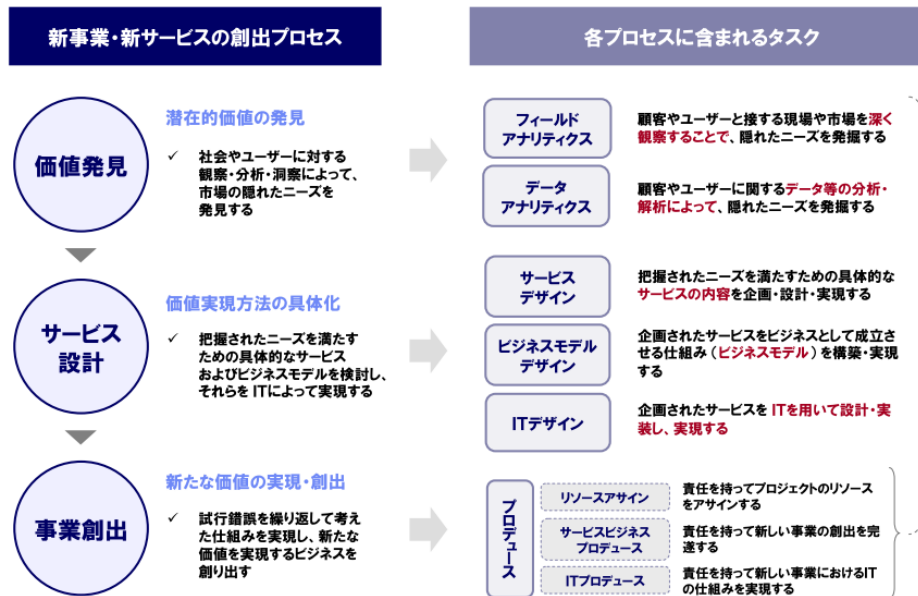 新事業・新サービスの創出プロセス
各プロセスに含まれるタスク
価値発見
潜在的価値の発見
✓ 社会やユーザーに対する
観察・分析・洞察によって、
市場の隠れたニーズを
発見する
フィールド
アナリティクス
顧客やユーザーと接する現場や市場を深く
観察することで、隠れたニーズを発掘する
データ
アナリティクス
顧客やユーザーに関するデータ等の分析・
解析によって、隠れたニーズを発掘する
サービス
設計
価値実現方法の具体化
✓ 把握されたニーズを満たす
ための具体的なサービス
およびビジネスモデルを検討し、
それらを ITによって実現する
サービス
デザイン
把握されたニーズを満たすための具体的な
サービスの内容を企画・設計・実現する
ビジネスモデル
デザイン
企画されたサービスをビジネスとして成立さ
せる仕組み（ビジネスモデル）を構築・実現
する
ITデザイン
企画されたサービスを ITを用いて設計・実
装し、実現する
事業創出
新たな価値の実現・創出
✓ 試行錯誤を繰り返して考え
た仕組みを実現し、新たな
価値を実現するビジネスを
創り出す
プロデュース
リソースアサイン
責任を持ってプロジェクトのリソース
をアサインする
サービスビジネス
プロデュース
責任を持って新しい事業の創出を完
遂する
ITプロデュース
責任を持って新しい事業におけるIT
の仕組みを実現する